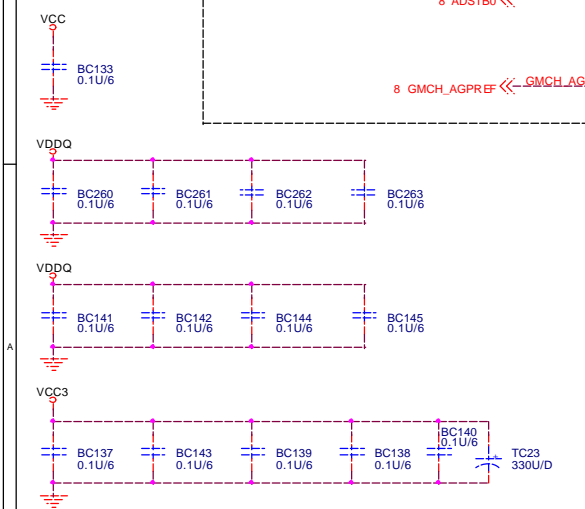 8 ADSTB0
VCC
BC133
0.1U/6
8 GMCH_AGPREF
GMCH_AG
VDDQ
BC260
0.1U/6
BC261
0.1U/6
BC262
0.1U/6
BC263
0.1U/6
VDDQ
BC141
0.1U/6
BC142
0.1U/6
BC144
0.1U/6
BC145
0.1U/6
A
VCC3
BC137
0.1U/6
BC143
0.1U/6
BC139
0.1U/6
BC138
0.1U/6
BC140
0.1U/6
TC23
330U/D